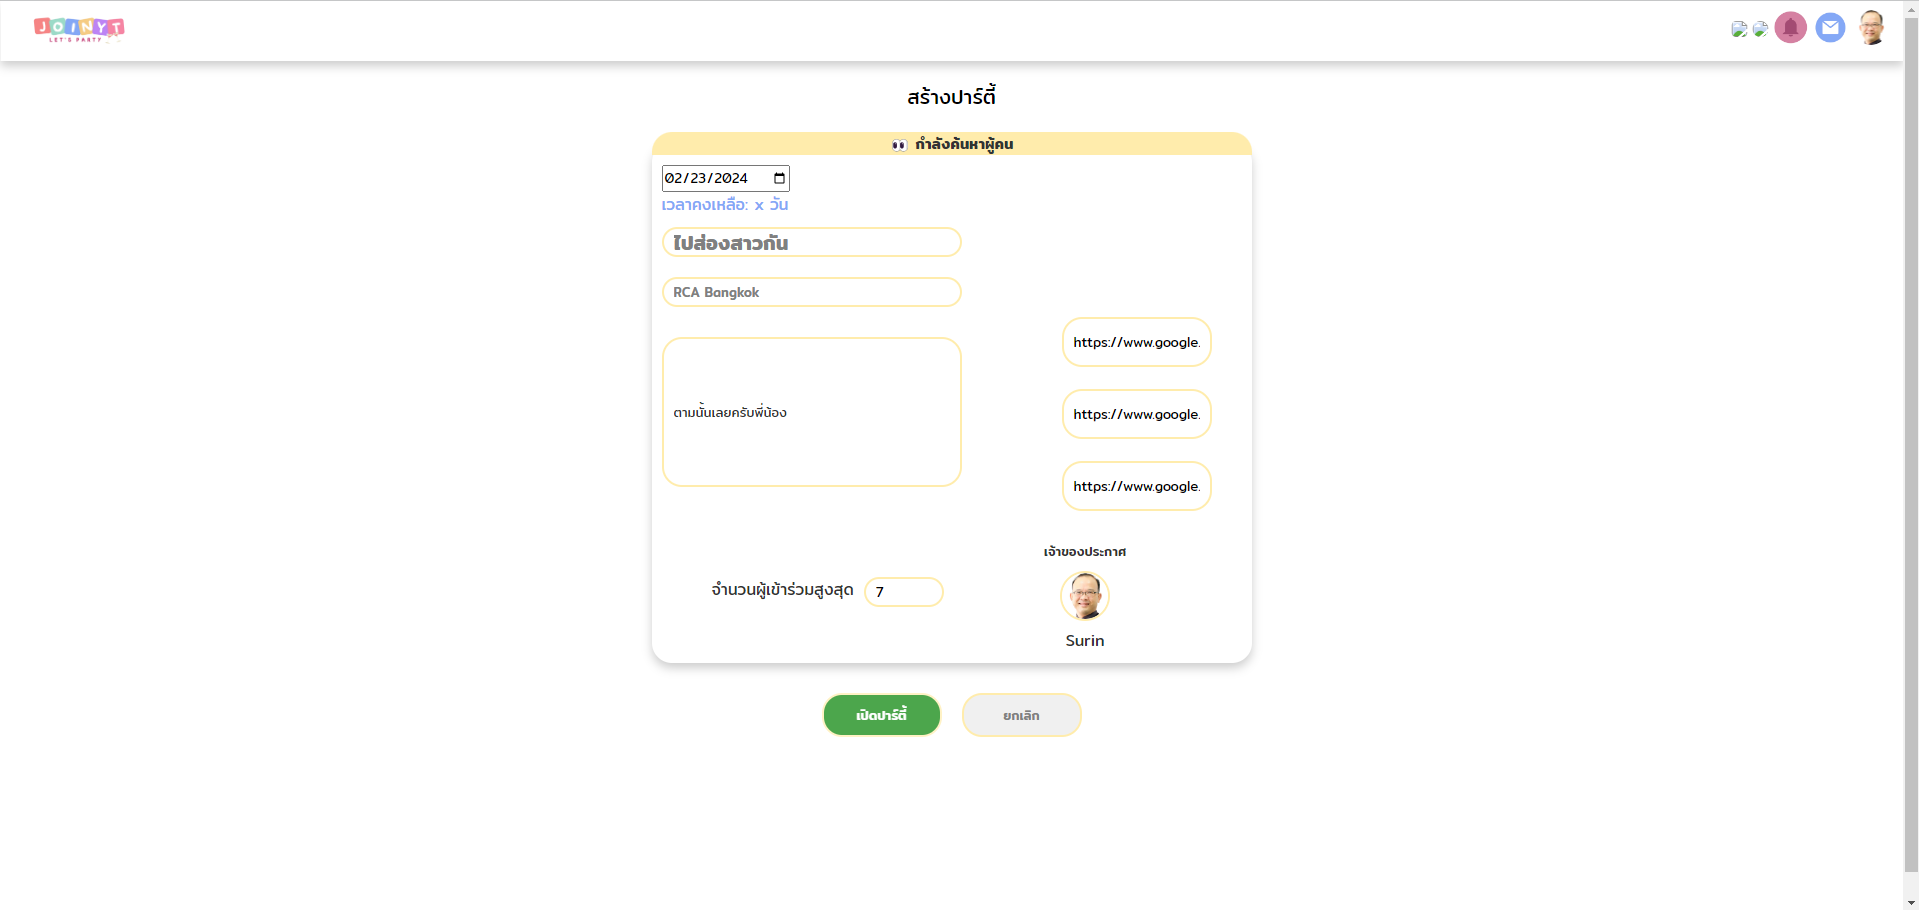 JOINYT
LET'S PARTY
สร้างปาร์ตี้
👀 กำลังค้นหาผู้คน
02/23/2024
เวลาคงเหลือ: x วัน
ไปส่องสาวกัน
RCA Bangkok
https://www.google.
ตามนั้นเลยครับพี่น้อง
https://www.google.
https://www.google.
เจ้าของประกาศ
จำนวนผู้เข้าร่วมสูงสุด 7
Surin
เปิดปาร์ตี้ ยกเลิก